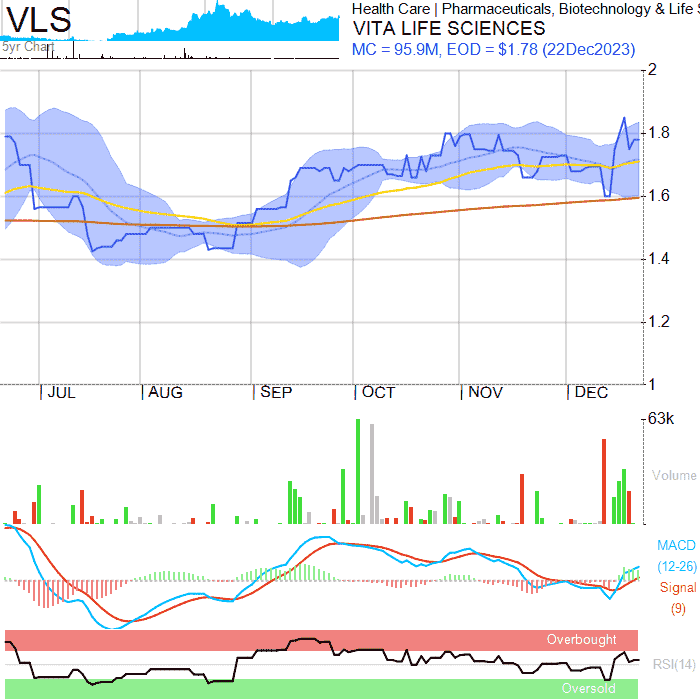 VLS
5yr Chart
Health Care | Pharmaceuticals, Biotechnology & Life S
VITA LIFE SCIENCES
MC = 95.9M, EOD = $1.78 (22Dec2023)
2
1.8
1.6
1.4
1.2
1
| JUL | AUG | SEP | OCT | NOV | DEC
63k
Volume
MACD
(12-26)
Signal
(9)
Overbought
RSI(14)
Oversold